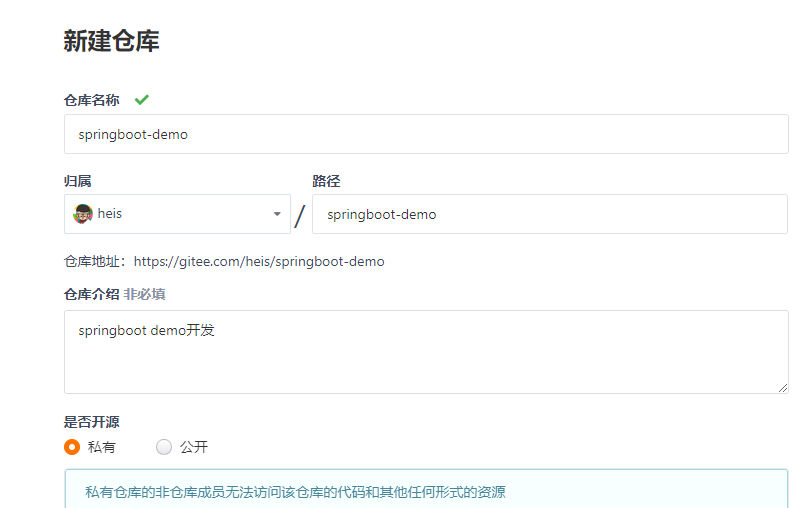 新建仓库
仓库名称
springboot-demo
归属 路径
heis / springboot-demo
仓库地址：https://gitee.com/heis/springboot-demo
仓库介绍 非必填
springboot demo开发
是否开源
私有 公开
私有仓库的非仓库成员无法访问该仓库的代码和其他任何形式的资源